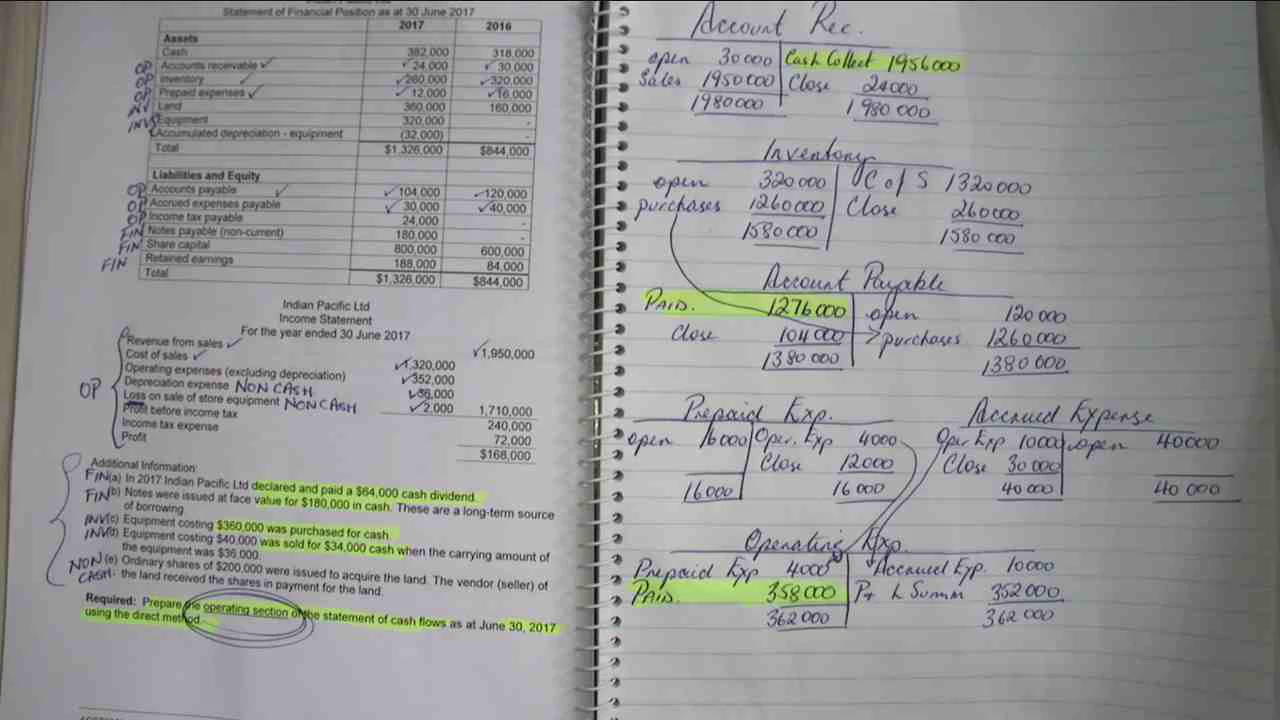 Statement of Financial Position as at 30 June 2017
2017 2016
Assets
Cash 382,000 318,000
OP Accounts receivable ✓ ✓24,000 ✓30,000
OP Inventory ✓ ✓260,000 ✓320,000
OP Prepaid expenses ✓ ✓12,000 ✓16,000
INV Land 360,000 160,000
INV Equipment 320,000 -
Accumulated depreciation - equipment (32,000) -
Total $1,326,000 $844,000
Liabilities and Equity
OP Accounts payable ✓ ✓104,000 ✓120,000
OP Accrued expenses payable ✓30,000 ✓40,000
OP Income tax payable 24,000 -
FIN Notes payable (non-current) 180,000 -
FIN Share capital 800,000 600,000
FIN Retained earnings 188,000 84,000
Total $1,326,000 $844,000
Indian Pacific Ltd
Income Statement
For the year ended 30 June 2017
OP
Revenue from sales ✓ ✓1,950,000
Cost of sales ✓ ✓1,320,000
Operating expenses (excluding depreciation) ✓352,000
Depreciation expense NON CASH ✓36,000
Loss on sale of store equipment NON CASH ✓2,000 1,710,000
Profit before income tax 240,000
Income tax expense 72,000
Profit $168,000
Additional Information:
FIN (a) In 2017 Indian Pacific Ltd declared and paid a $64,000 cash dividend.
FIN (b) Notes were issued at face value for $180,000 in cash. These are a long-term source
of borrowing
INV (c) Equipment costing $360,000 was purchased for cash.
INV (d) Equipment costing $40,000 was sold for $34,000 cash when the carrying amount of
the equipment was $36,000.
NON CASH: (e) Ordinary shares of $200,000 were issued to acquire the land. The vendor (seller) of
the land received the shares in payment for the land.
Required: Prepare the operating section of the statement of cash flows as at June 30, 2017
using the direct method.
Account Rec.
open 30000 Cash Collect 1956000
Sales 1950000 Close 24000
1980000 1980000
Inventory
open 320000 C of S 1320000
purchases 1260000 Close 260000
1580000 1580000
Account Payable
PAID. 1276000 open 120000
Close 104000 purchases 1260000
1380000 1380000
Prepaid Exp.
open 16000 Oper. Exp 4000
Close 12000
16000 16000
Accrued Expense
Oper Exp 10000 open 40000
Close 30000
40000 40000
Operating Exp.
Prepaid Exp 4000 Accrued Exp. 10000
PAID. 358000 P+L Summ 352000
362000 362000